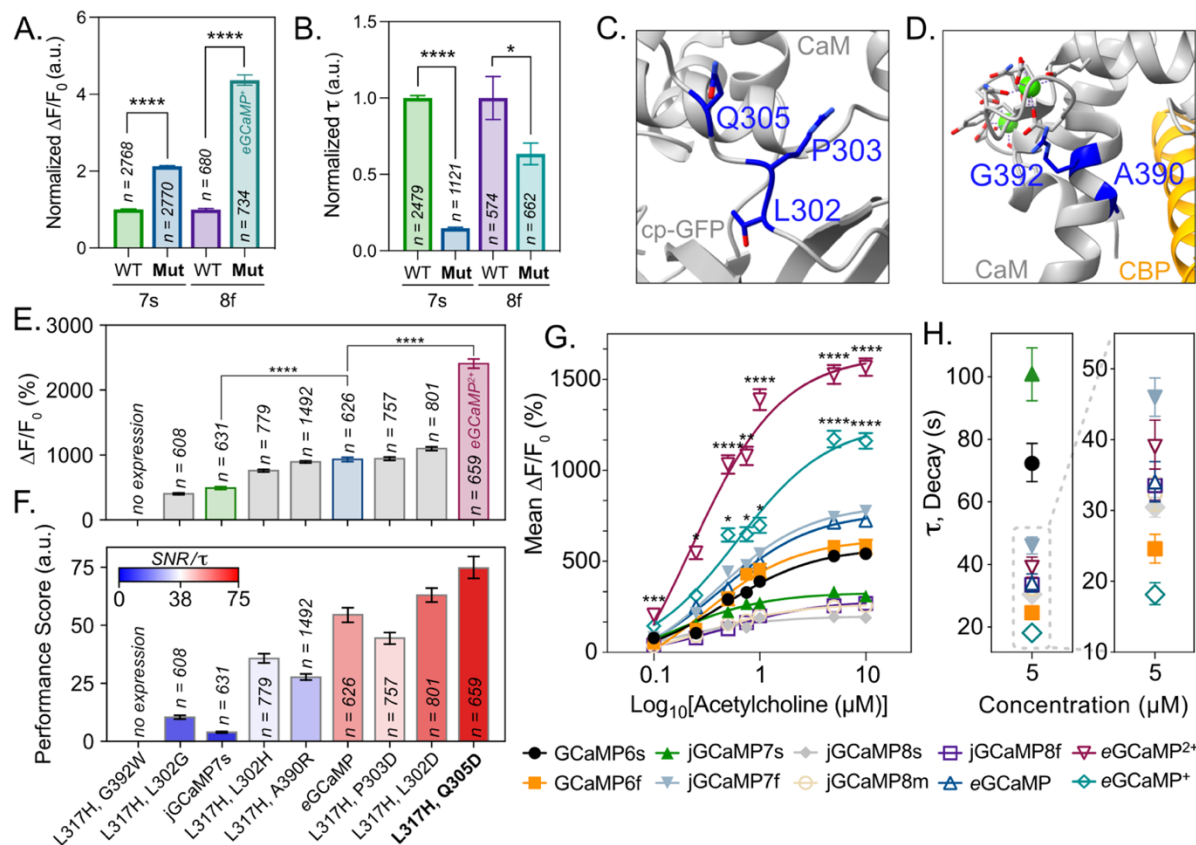 A.
Normalized ΔF/F₀ (a.u.)
6
4
2
0
****
****
n = 2768
n = 2770
n = 680
eGCaMP⁺
n = 734
WT Mut WT Mut
7s 8f
B.
Normalized τ (a.u.)
1.5
1.0
0.5
0.0
****
*
n = 2479
n = 1121
n = 574
n = 662
WT Mut WT Mut
7s 8f
C.
CaM
Q305
P303
L302
cp-GFP
D.
G392
A390
CaM
CBP
E.
ΔF/F₀ (%)
3000
2000
1000
0
****
****
no expression
n = 608
n = 631
n = 779
n = 1492
n = 626
n = 757
n = 801
n = 659 eGCaMP²⁺
F.
Performance Score (a.u.)
75
50
25
0
SNR/τ
0 38 75
no expression
n = 608
n = 631
n = 779
n = 1492
n = 626
n = 757
n = 801
n = 659
L317H, G392W
L317H, L302G
jGCaMP7s
L317H, L302H
L317H, A390R
eGCaMP
L317H, P303D
L317H, L302D
L317H, Q305D
G.
Mean ΔF/F₀ (%)
1500
1000
500
0
***
*
****
**
****
****
****
*
*
*
****
****
0.1 1 10
Log₁₀[Acetylcholine (μM)]
H.
τ, Decay (s)
100
80
60
40
20
50
40
30
20
10
5 5
Concentration (μM)
GCaMP6s jGCaMP7s jGCaMP8s jGCaMP8f eGCaMP²⁺
GCaMP6f jGCaMP7f jGCaMP8m eGCaMP eGCaMP⁺